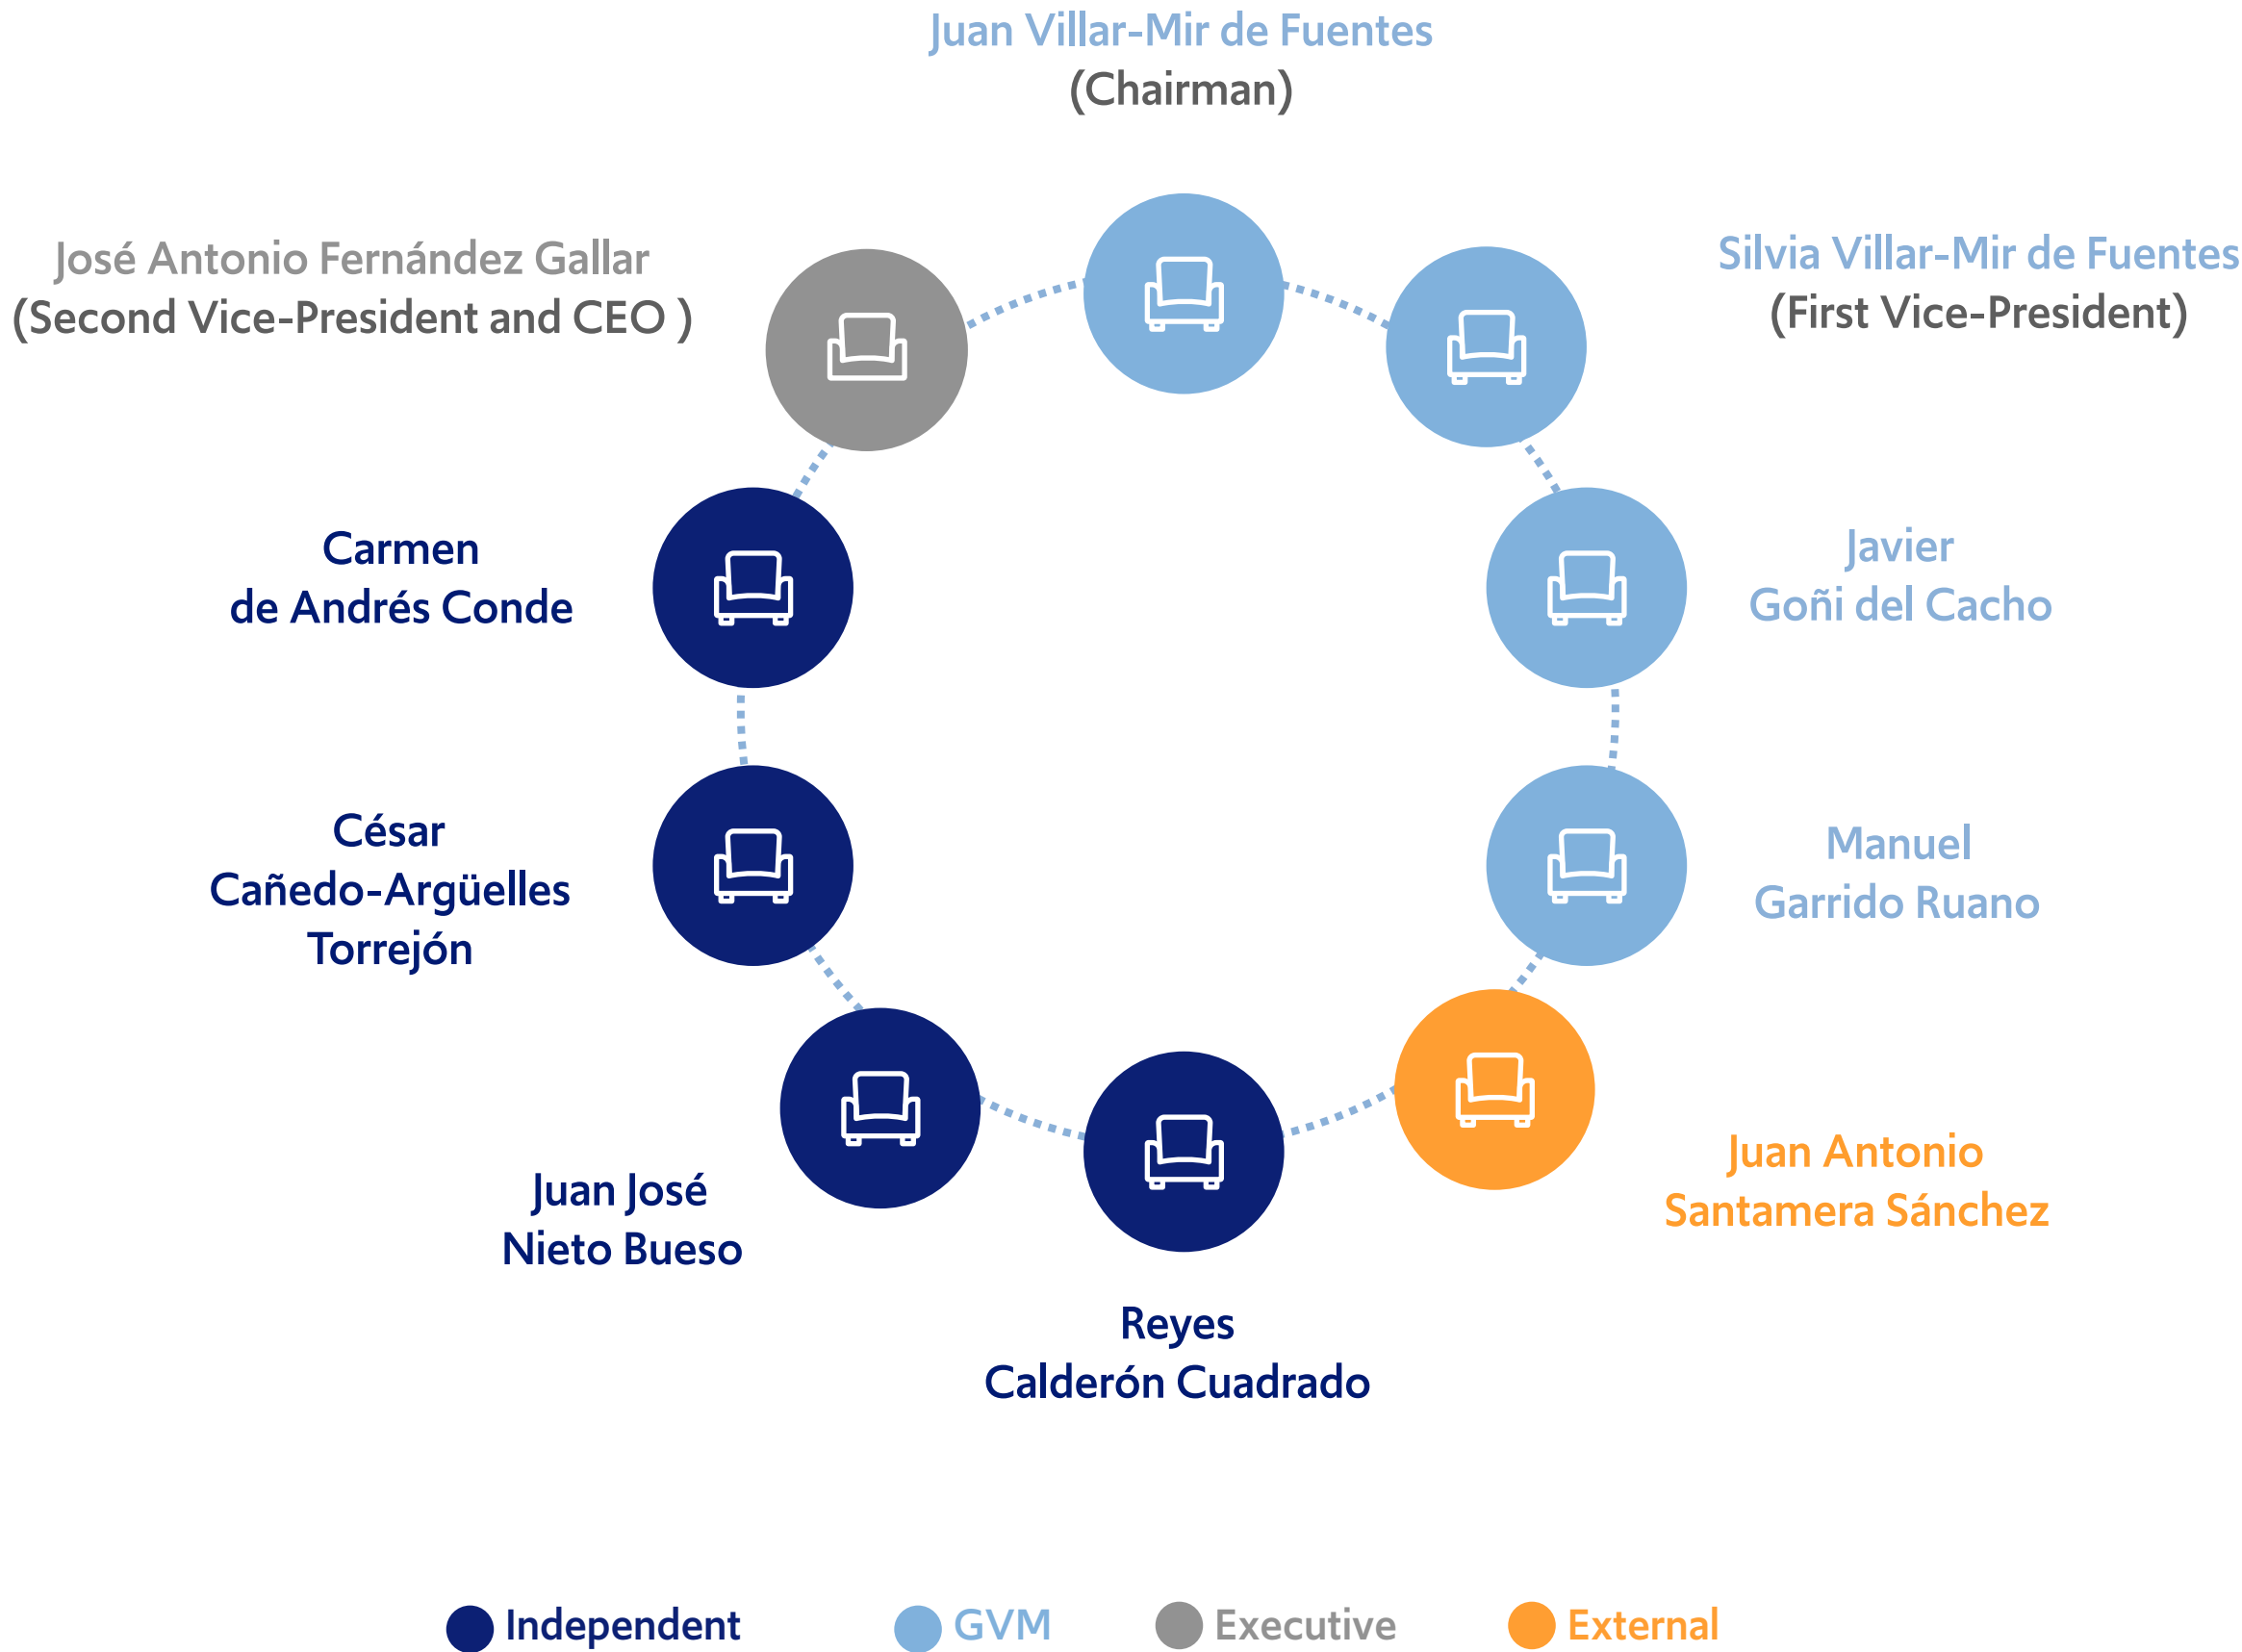 Juan Villar-Mir de Fuentes
(Chairman)
José Antonio Fernández Gallar
(Second Vice-President and CEO )
Silvia Villar-Mir de Fuentes
(First Vice-President)
Carmen
de Andrés Conde
Javier
Goñi del Cacho
César
Cañedo-Argüelles
Torrejón
Manuel
Garrido Ruano
Juan José
Nieto Bueso
Juan Antonio
Santamera Sánchez
Reyes
Calderón Cuadrado
Independent
GVM
Executive
External